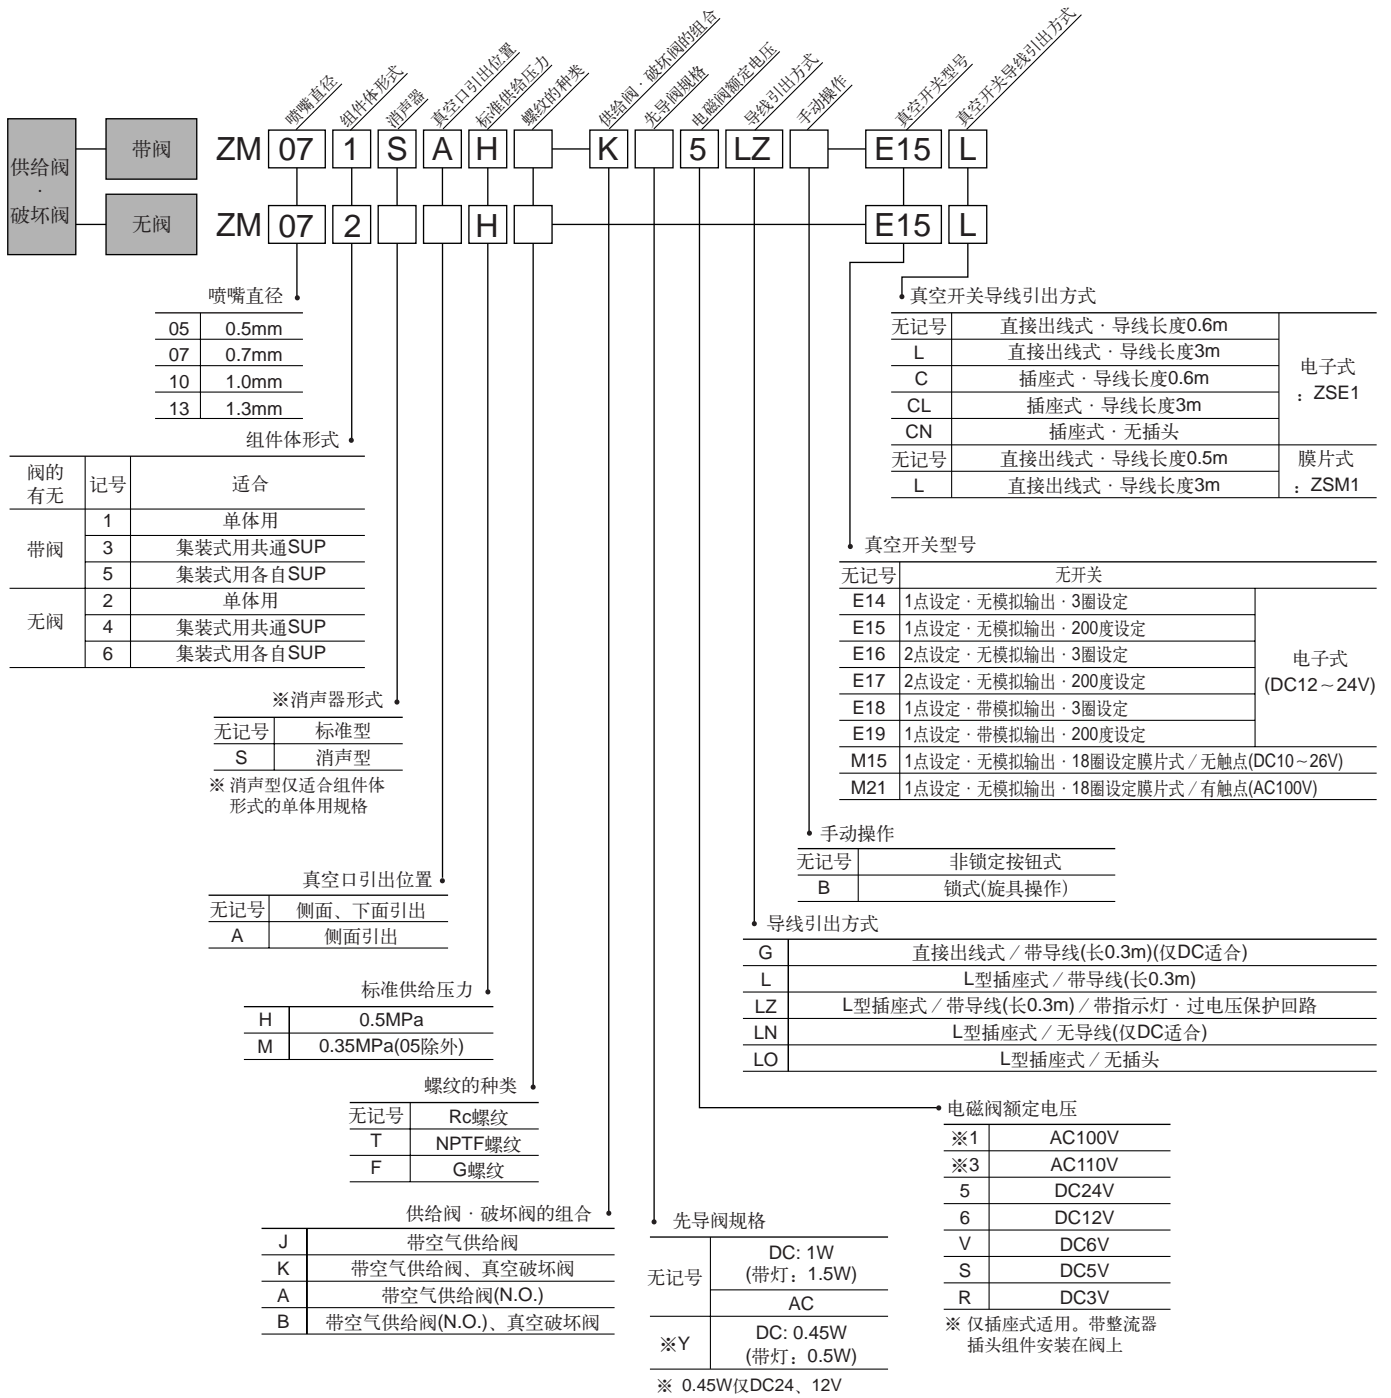 喷嘴直径
组件体形式
消声器
真空口引出位置
标准供给压力
螺纹的种类
供给阀·破坏阀的组合
先导阀规格
电磁阀额定电压
导线引出方式
手动操作
真空开关型号
真空开关导线引出方式
供给阀
·
破坏阀
带阀
ZM 07 1 S A H K 5 LZ E15 L
无阀
ZM 07 2 H E15 L
喷嘴直径
05 0.5mm
07 0.7mm
10 1.0mm
13 1.3mm
组件体形式
阀的有无 记号 适合
带阀
1 单体用
3 集装式用共通SUP
5 集装式用各自SUP
无阀
2 单体用
4 集装式用共通SUP
6 集装式用各自SUP
※消声器形式
无记号 标准型
S 消声型
※ 消声型仅适合组件体
形式的单体用规格
真空口引出位置
无记号 侧面、下面引出
A 侧面引出
标准供给压力
H 0.5MPa
M 0.35MPa(05除外)
螺纹的种类
无记号 Rc螺纹
T NPTF螺纹
F G螺纹
供给阀·破坏阀的组合
J 带空气供给阀
K 带空气供给阀、真空破坏阀
A 带空气供给阀(N.O.)
B 带空气供给阀(N.O.)、真空破坏阀
真空开关导线引出方式
无记号 直接出线式·导线长度0.6m
L 直接出线式·导线长度3m
C 插座式·导线长度0.6m
CL 插座式·导线长度3m
CN 插座式·无插头
电子式
：ZSE1
无记号 直接出线式·导线长度0.5m
L 直接出线式·导线长度3m
膜片式
：ZSM1
真空开关型号
无记号 无开关
E14 1点设定·无模拟输出·3圈设定
E15 1点设定·无模拟输出·200度设定
E16 2点设定·无模拟输出·3圈设定
E17 2点设定·无模拟输出·200度设定
E18 1点设定·带模拟输出·3圈设定
E19 1点设定·带模拟输出·200度设定
电子式
(DC12～24V)
M15 1点设定·无模拟输出·18圈设定膜片式／无触点(DC10～26V)
M21 1点设定·无模拟输出·18圈设定膜片式／有触点(AC100V)
手动操作
无记号 非锁定按钮式
B 锁式(旋具操作)
导线引出方式
G 直接出线式／带导线(长0.3m)(仅DC适合)
L L型插座式／带导线(长0.3m)
LZ L型插座式／带导线(长0.3m)／带指示灯·过电压保护回路
LN L型插座式／无导线(仅DC适合)
LO L型插座式／无插头
电磁阀额定电压
※1 AC100V
※3 AC110V
5 DC24V
6 DC12V
V DC6V
S DC5V
R DC3V
※ 仅插座式适用。带整流器
插头组件安装在阀上
先导阀规格
无记号
DC: 1W
(带灯：1.5W)
AC
※Y
DC: 0.45W
(带灯：0.5W)
※ 0.45W仅DC24、12V